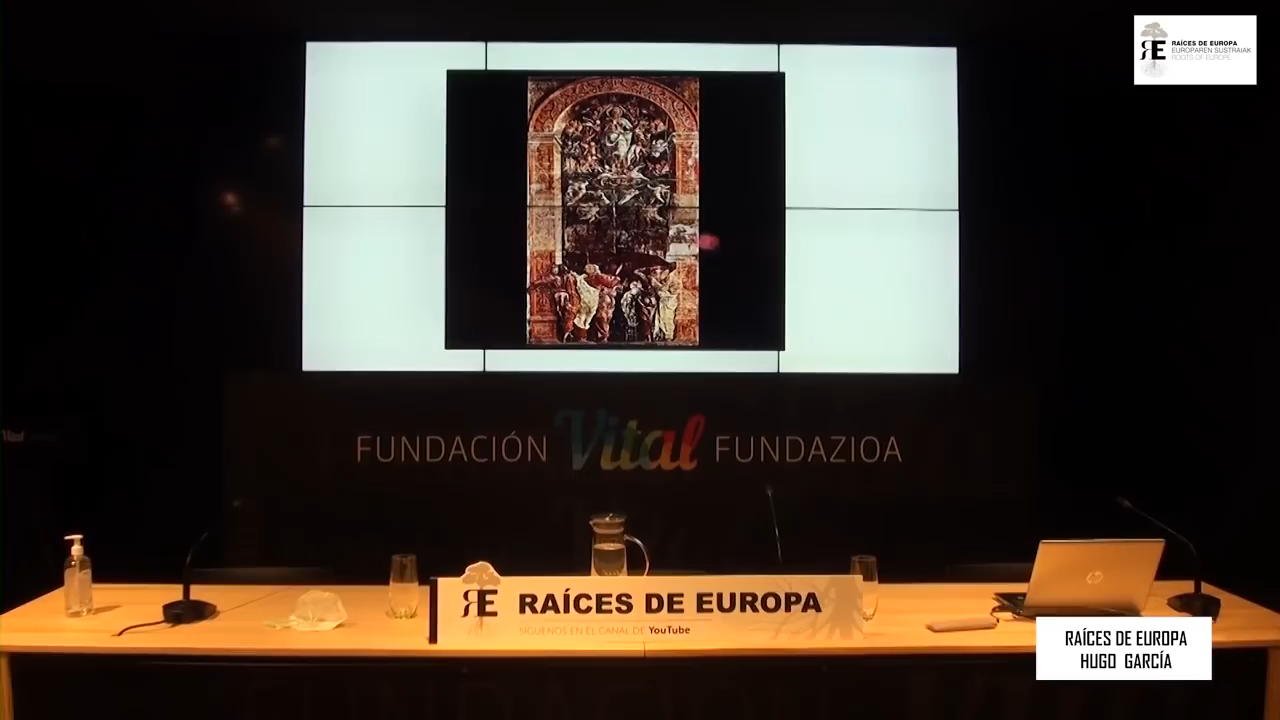 RAÍCES DE EUROPA
EUROPAREN SUSTRAIAK
ROOTS OF EUROPE
FUNDACIÓN Vital FUNDAZIOA
RAÍCES DE EUROPA
SÍGUENOS EN EL CANAL DE YouTube
hp
RAÍCES DE EUROPA
HUGO GARCÍA